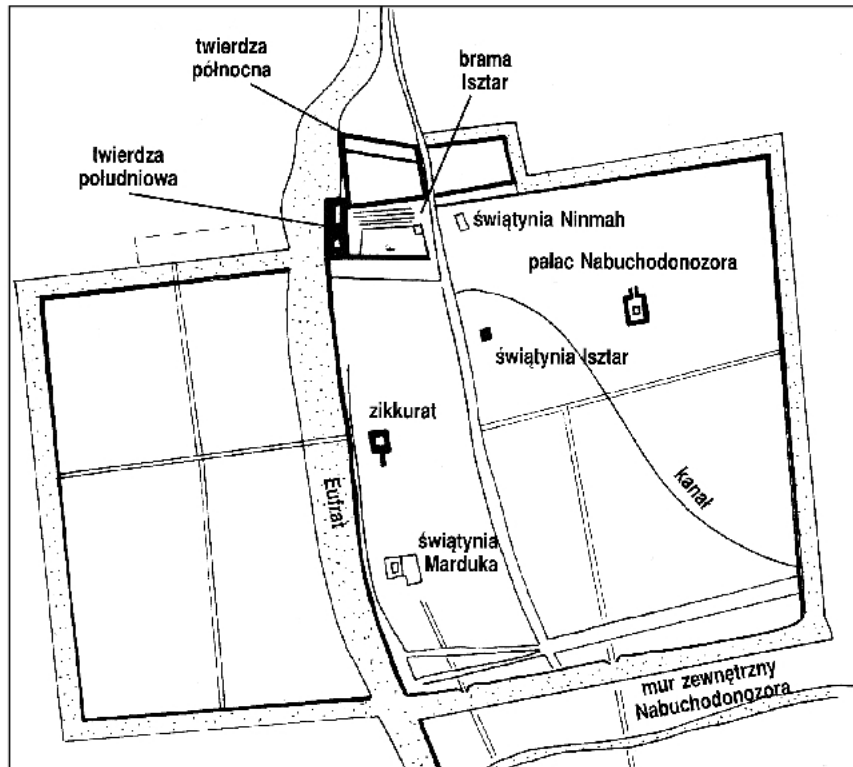 twierdza
północna
brama
Isztar
twierdza
południowa
świątynia Ninmah
pałac Nabuchodonozora
świątynia Isztar
zikkurat
kanał
Eufrat
świątynia
Marduka
mur zewnętrzny
Nabuchodonozora